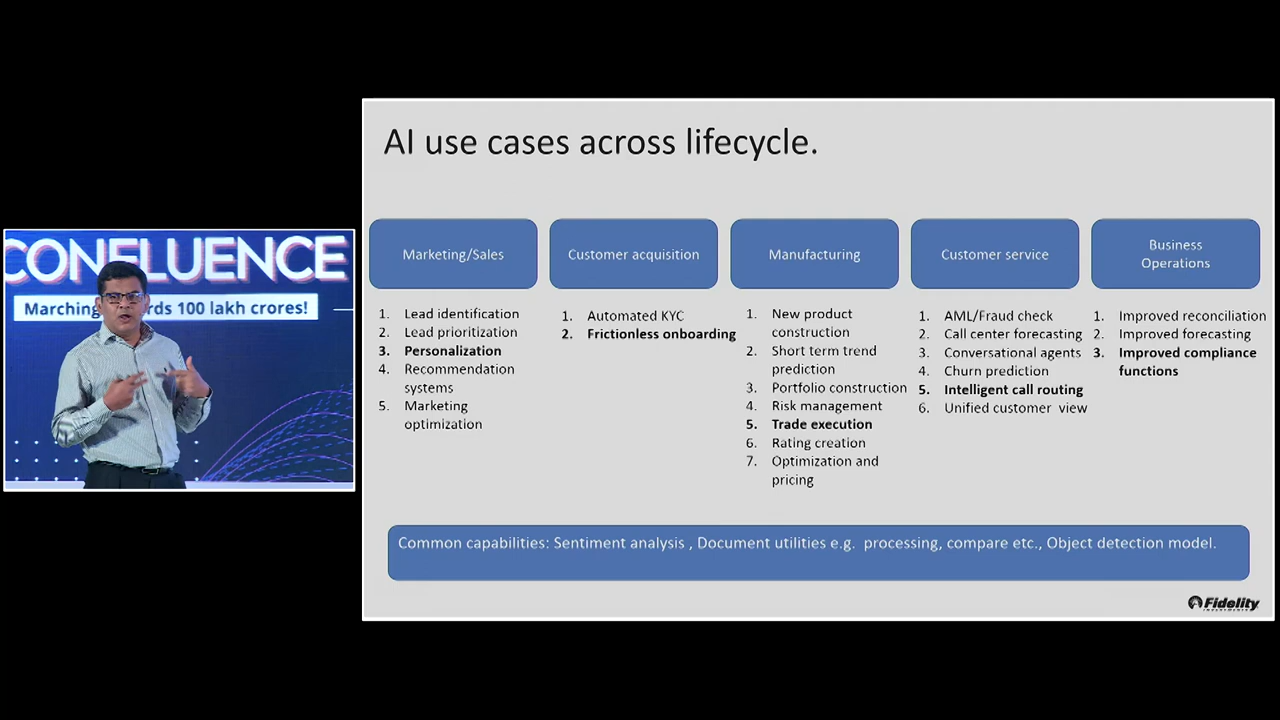 CONFLUENCE
Marching rds 100 lakh crores!
AI use cases across lifecycle.
Marketing/Sales
1. Lead identification
2. Lead prioritization
3. Personalization
4. Recommendation
systems
5. Marketing
optimization
Customer acquisition
1. Automated KYC
2. Frictionless onboarding
Manufacturing
1. New product
construction
2. Short term trend
prediction
3. Portfolio construction
4. Risk management
5. Trade execution
6. Rating creation
7. Optimization and
pricing
Customer service
1. AML/Fraud check
2. Call center forecasting
3. Conversational agents
4. Churn prediction
5. Intelligent call routing
6. Unified customer view
Business
Operations
1. Improved reconciliation
2. Improved forecasting
3. Improved compliance
functions
Common capabilities: Sentiment analysis , Document utilities e.g. processing, compare etc., Object detection model.
Fidelity
INVESTMENTS